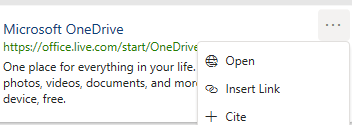 Microsoft OneDrive
https://office.live.com/start/OneDrive
One place for everything in your life.
photos, videos, documents, and more
device, free.
Open
Insert Link
Cite